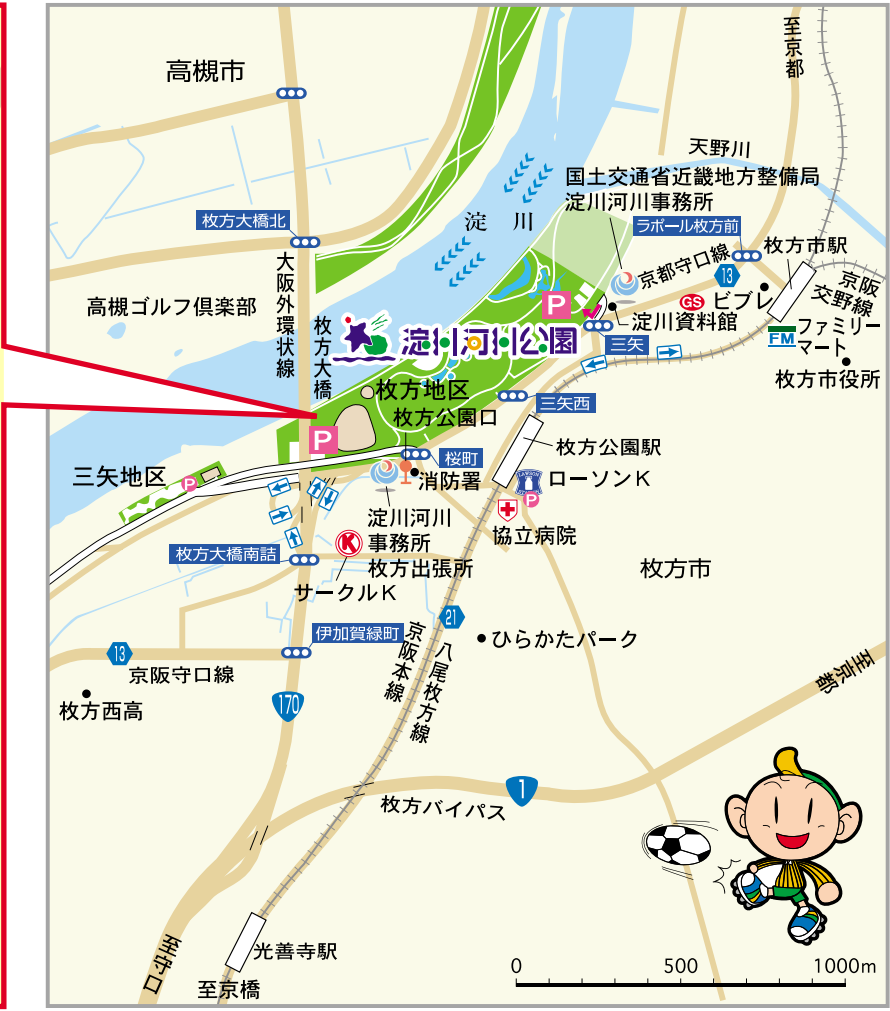 高槻市
至京都
天野川
国土交通省近畿地方整備局
淀川河川事務所
枚方大橋北
淀 川
ラポール枚方前
京都守口線
枚方市駅
13
大阪外環状線
GS
ビブレ
京阪
交野線
高槻ゴルフ倶楽部
P
淀川資料館
枚方大橋
淀川河川公園
三矢
FM
ファミリー
マート
枚方市役所
枚方地区
三矢西
枚方公園口
P
枚方公園駅
桜町
三矢地区
P
消防署
LAWSON
ローソンK
P
淀川河川
事務所
枚方出張所
協立病院
K
枚方大橋南詰
サークルK
枚方市
21
伊加賀緑町
ひらかたパーク
13
京阪守口線
京阪本線
八尾枚方線
至京都
170
枚方西高
1
枚方バイパス
光善寺駅
至守口
至京橋
0 500 1000m